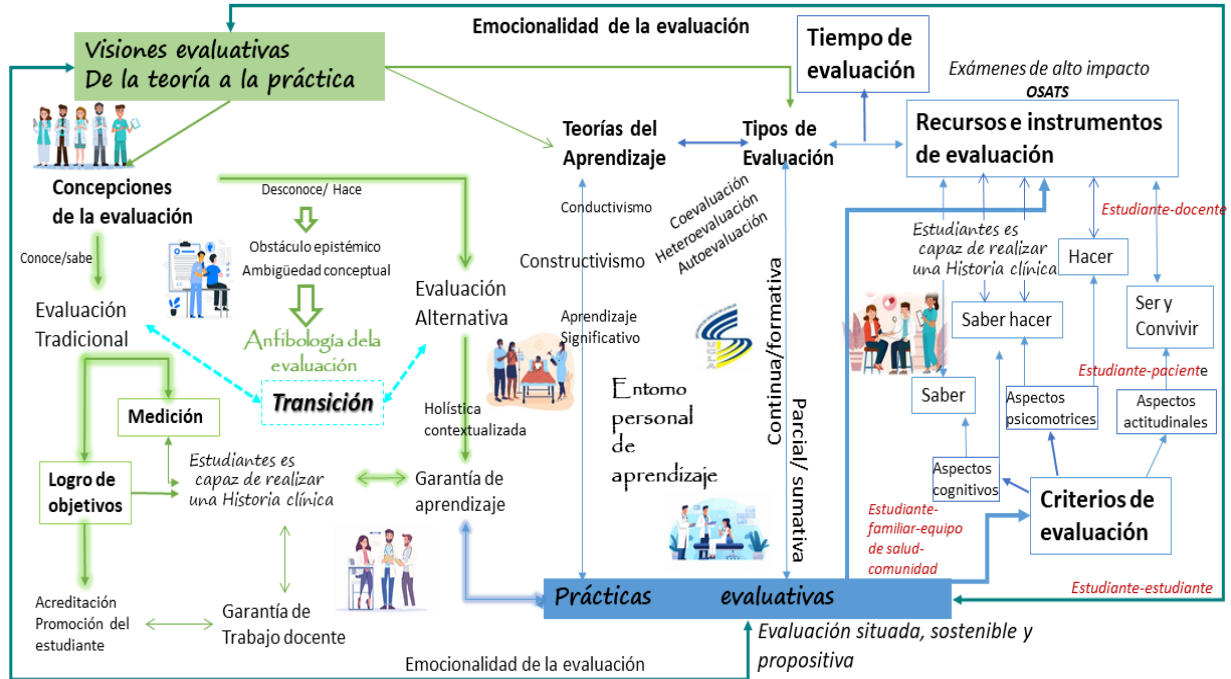 Emocionalidad de la evaluación
Visiones evaluativas
De la teoría a la práctica
Tiempo de
evaluación
Exámenes de alto impacto
OSATS
Recursos e instrumentos
de evaluación
Teorías del
Aprendizaje
Tipos de
Evaluación
Concepciones
de la evaluación
Desconoce/ Hace
Conoce/sabe
Obstáculo epistémico
Ambigüedad conceptual
Anfibología dela
evaluación
Evaluación
Tradicional
Evaluación
Alternativa
Transición
Medición
Logro de
objetivos
Estudiantes es
capaz de realizar
una Historia clínica
Holística
contextualizada
Garantía de
aprendizaje
Acreditación
Promoción del
estudiante
Garantía de
Trabajo docente
Conductivismo
Constructivismo
Aprendizaje
Significativo
Coevaluación
Heteroevaluación
Autoevaluación
Entorno
personal
de
aprendizaje
Continua/formativa
Parcial/ sumativa
Estudiante-docente
Estudiantes es
capaz de realizar
una Historia clínica
Hacer
Saber hacer
Ser y
Convivir
Estudiante-paciente
Saber
Aspectos
psicomotrices
Aspectos
actitudinales
Aspectos
cognitivos
Criterios de
evaluación
Estudiante-
familiar-equipo
de salud-
comunidad
Estudiante-estudiante
Prácticas evaluativas
Evaluación situada, sostenible y
propositiva
Emocionalidad de la evaluación